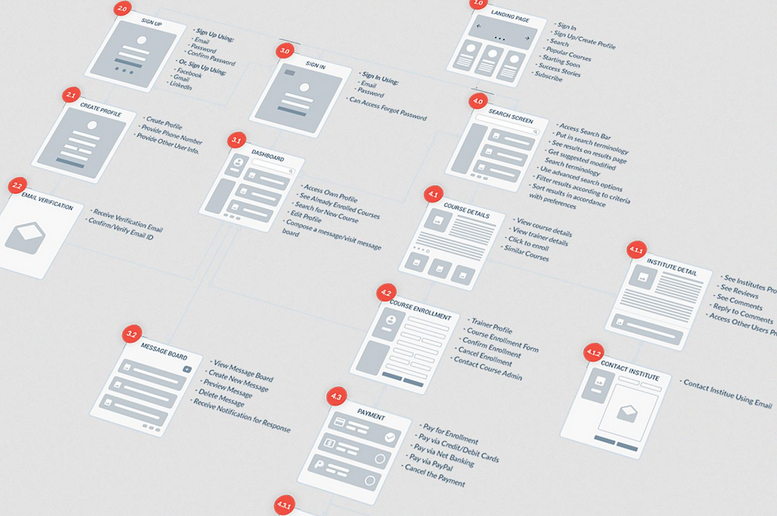 2.0
SIGN UP
- Sign Up Using:
- Email
- Password
- Confirm Password
- Or, Sign Up Using:
- Facebook
- Gmail
- LinkedIn
3.0
SIGN IN
- Sign In Using:
- Email
- Password
- Can Access Forgot Password
1.0
LANDING PAGE
- Sign In
- Sign Up/Create Profile
- Search
- Popular Courses
- Starting Soon
- Success Stories
- Subscribe
2.1
CREATE PROFILE
- Create Profile
- Provide Phone Number
- Provide Other User Info.
3.1
DASHBOARD
- Access Own Profile
- See Already Enrolled Courses
- Search for New Course
- Edit Profile
- Compose a message/visit message
board
4.0
SEARCH SCREEN
- Access Search Bar
- Put in search terminology
- See results on results page
- Get suggested modified
Search terminology
- Use advanced search options
- Filter results according to criteria
- Sort results in accordance
with preferences
2.2
EMAIL VERIFICATION
- Receive Verification Email
- Confirm/Verify Email ID
4.1
COURSE DETAILS
- View course details
- View trainer details
- Click to enroll
- Similar Courses
4.1.1
INSTITUTE DETAIL
- See Institutes Pro
- See Reviews
- See Comments
- Reply to Comments
- Access Other Users P
4.2
COURSE ENROLLMENT
- Trainer Profile
- Course Enrollment Form
- Confirm Enrollment
- Cancel Enrollment
- Contact Course Admin
3.2
MESSAGE BOARD
- View Message Board
- Create New Message
- Preview Message
- Delete Message
- Receive Notification for Response
4.1.2
CONTACT INSTITUTE
- Contact Institue Using Email
4.3
PAYMENT
- Pay for Enrollment
- Pay via Credit/Debit Cards
- Pay via Net Banking
- Pay via PayPal
- Cancel the Payment
4.3.1